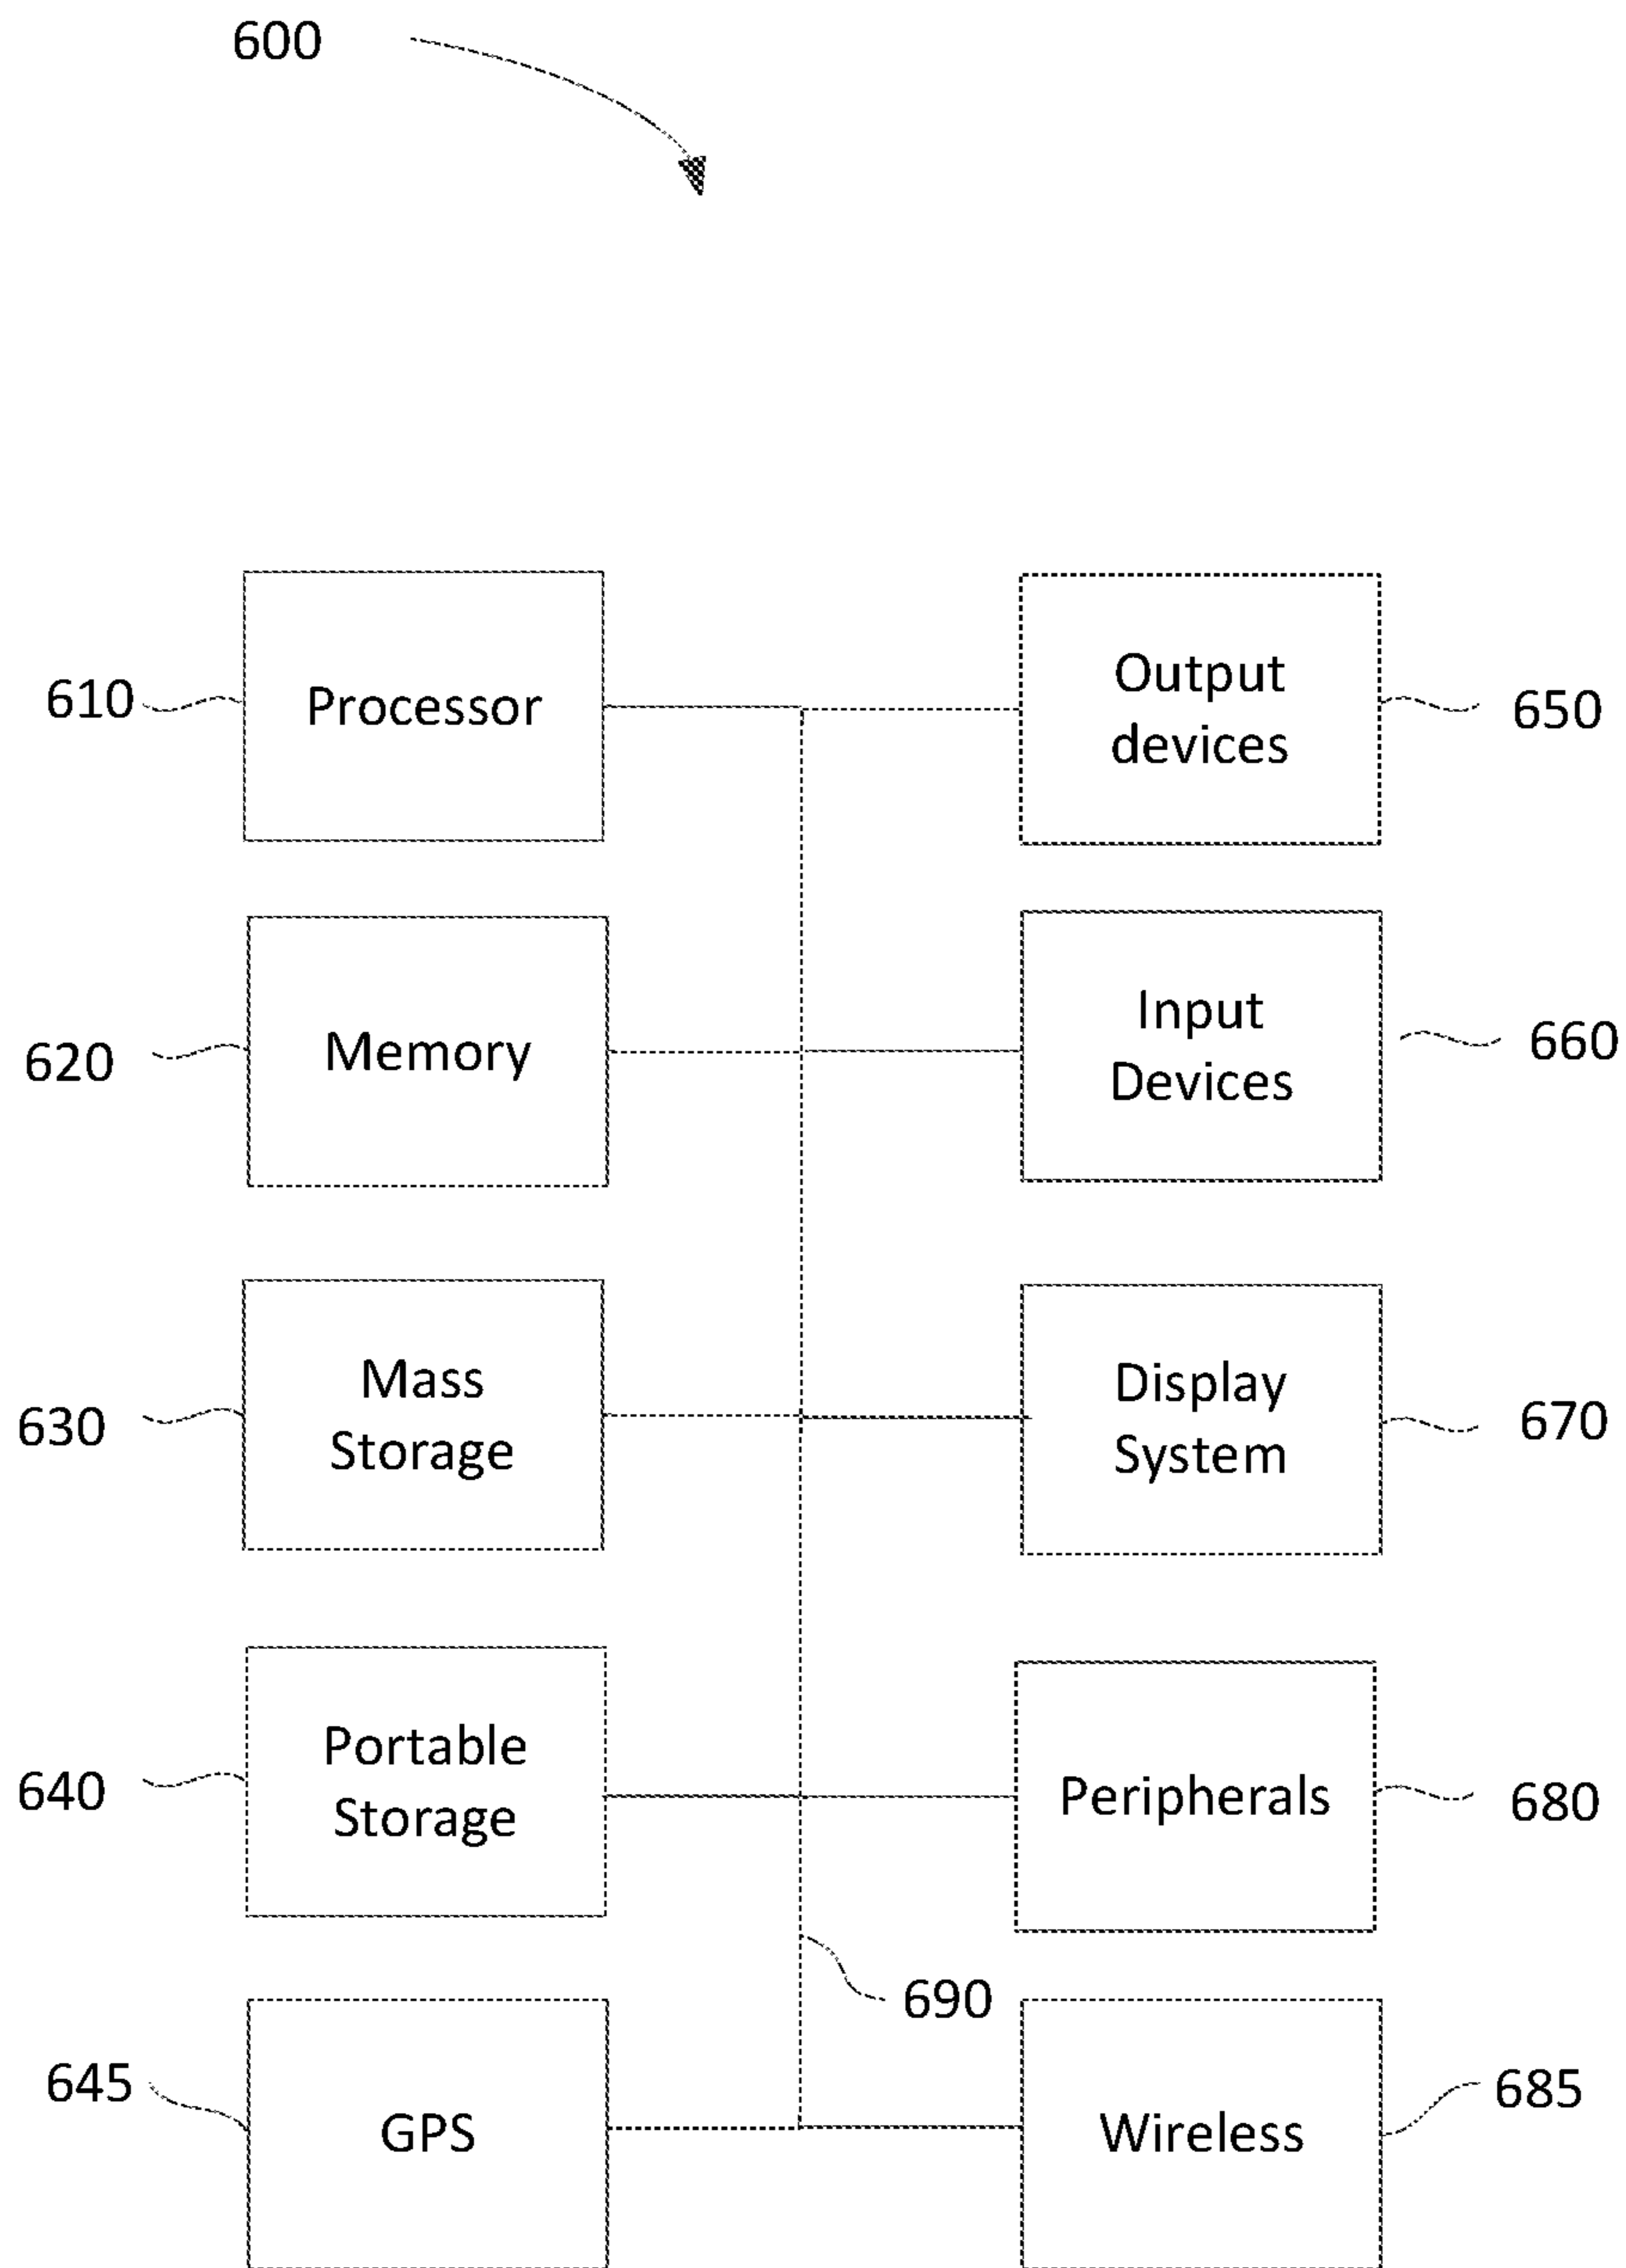 600
610
Processor
Output
devices
650
620
Memory
Input
Devices
660
630
Mass
Storage
Display
System
670
640
Portable
Storage
Peripherals
680
690
645
GPS
Wireless
685